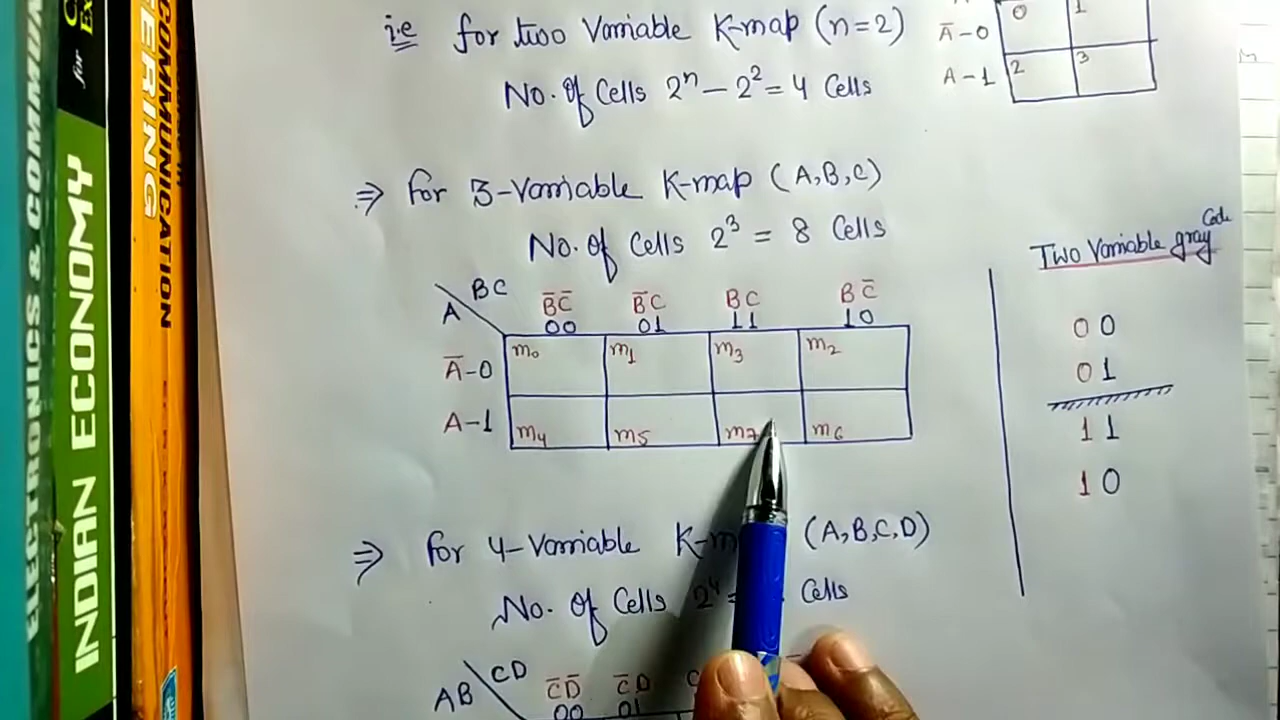 i.e for two Variable K-map (n=2)
No. Of Cells 2ⁿ – 2² = 4 Cells
0 1
Ā - 0
A - 1 2 3
⇒ for 3-Variable K-map (A,B,C)
No. Of Cells 2³ = 8 Cells
BC
A
B̄C̄ B̄C BC BC̄
00 01 11 10
Ā-0 m₀ m₁ m₃ m₂
A-1 m₄ m₅ m₇ m₆
Two Variable gray Code
00
01
11
10
⇒ for 4-Variable K-m (A,B,C,D)
No. Of Cells 2⁴ = Cells
AB CD
C̄D̄ C̄D C
00 01
ELECTRONICS & COMMU
INDIAN ECONOMY
for
COMMUNICATION
ERING